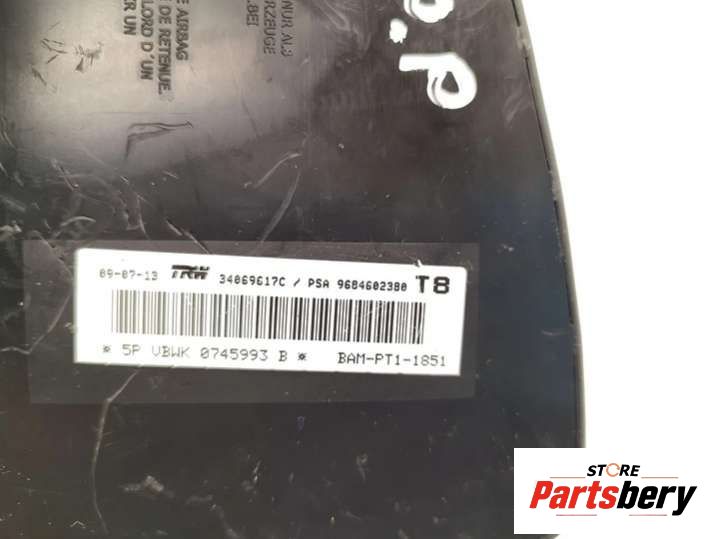 E AIRBAG
T DE RETENUE.
LORD D'UN
ER UN
NUR ALS
RZEUGE
.BEI
O.P
09-07-13 TRW 34069617C / PSA 9684602380 T8
* 5P VBWK 0745993 B * BAM-PT1-1851
STORE
Partsbery